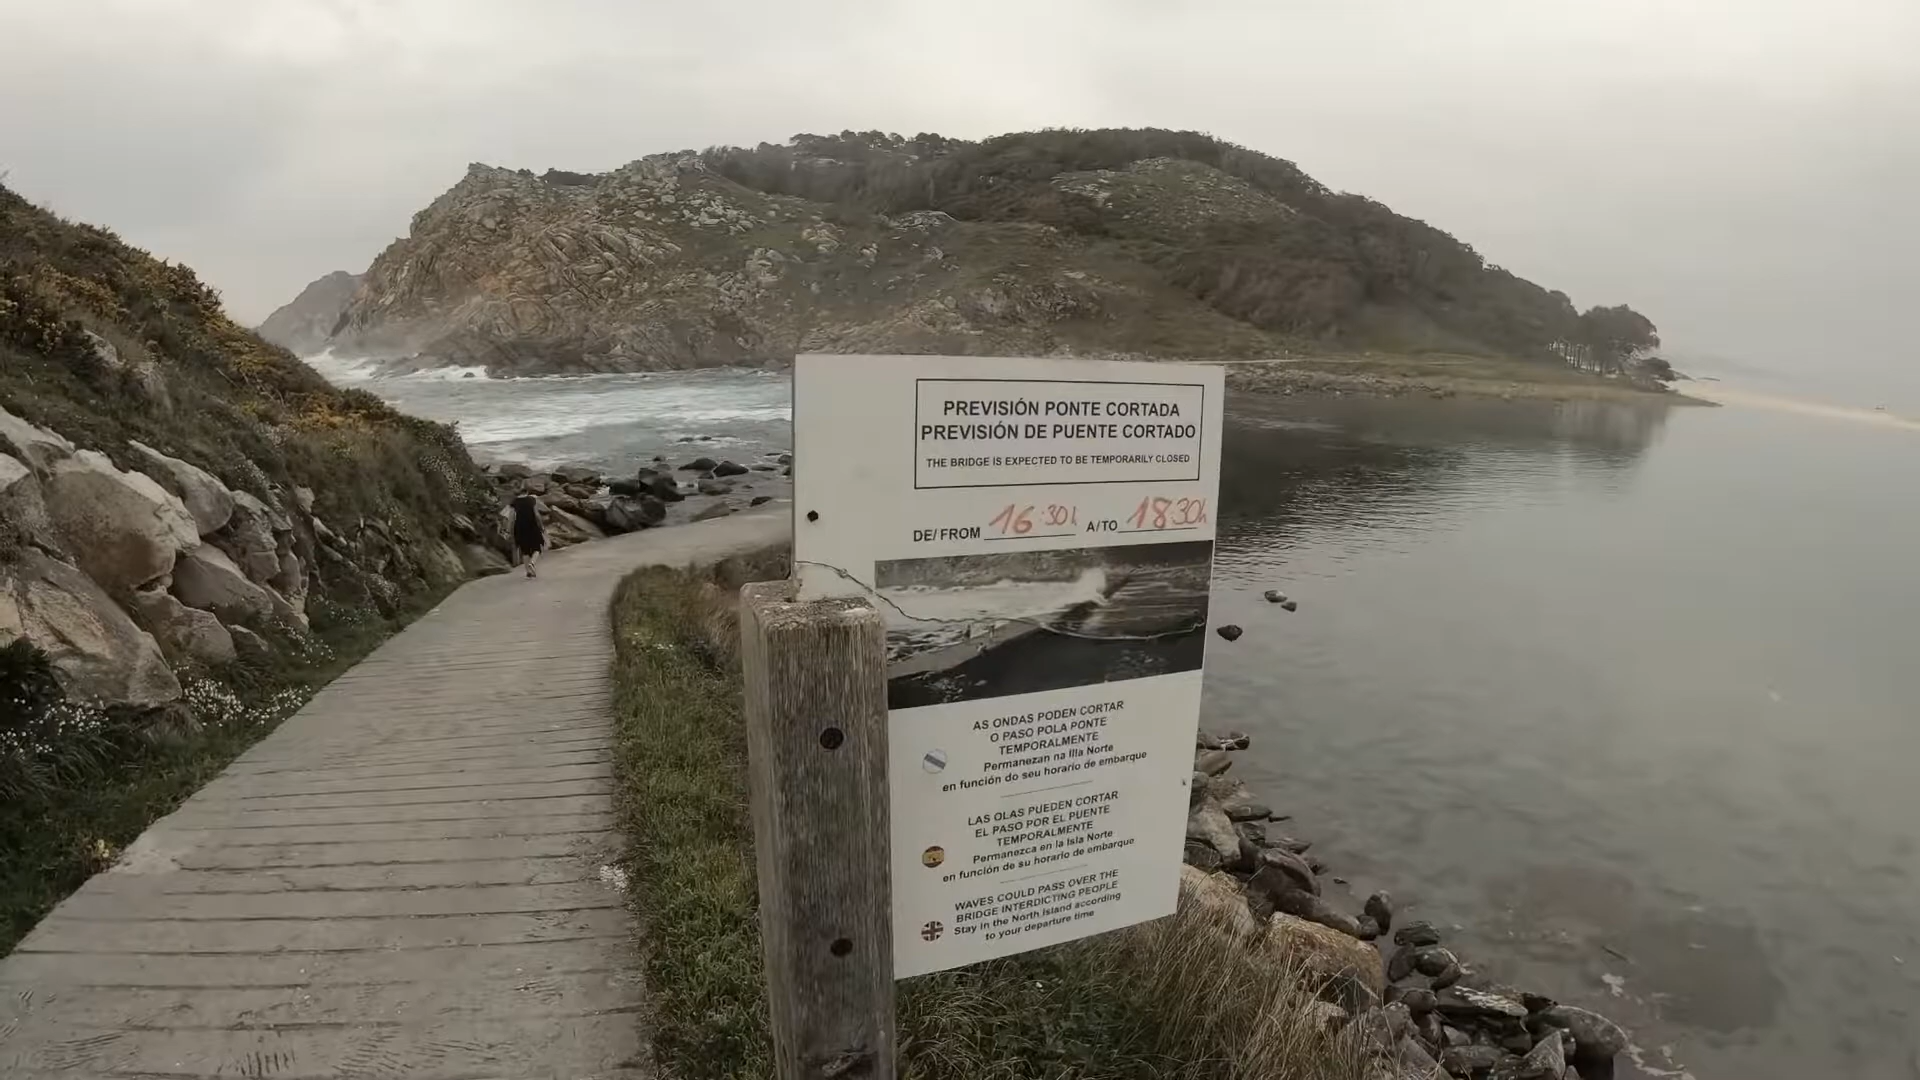 PREVISIÓN PONTE CORTADA
PREVISIÓN DE PUENTE CORTADO
THE BRIDGE IS EXPECTED TO BE TEMPORARILY CLOSED
DE/ FROM 16:30h A/TO 18:30h
AS ONDAS PODEN CORTAR
O PASO POLA PONTE
TEMPORALMENTE
Permanezan na Illa Norte
en función do seu horario de embarque
LAS OLAS PUEDEN CORTAR
EL PASO POR EL PUENTE
TEMPORALMENTE
Permanezca en la Isla Norte
en función de su horario de embarque
WAVES COULD PASS OVER THE
BRIDGE INTERDICTING PEOPLE
Stay in the North Island according
to your departure time